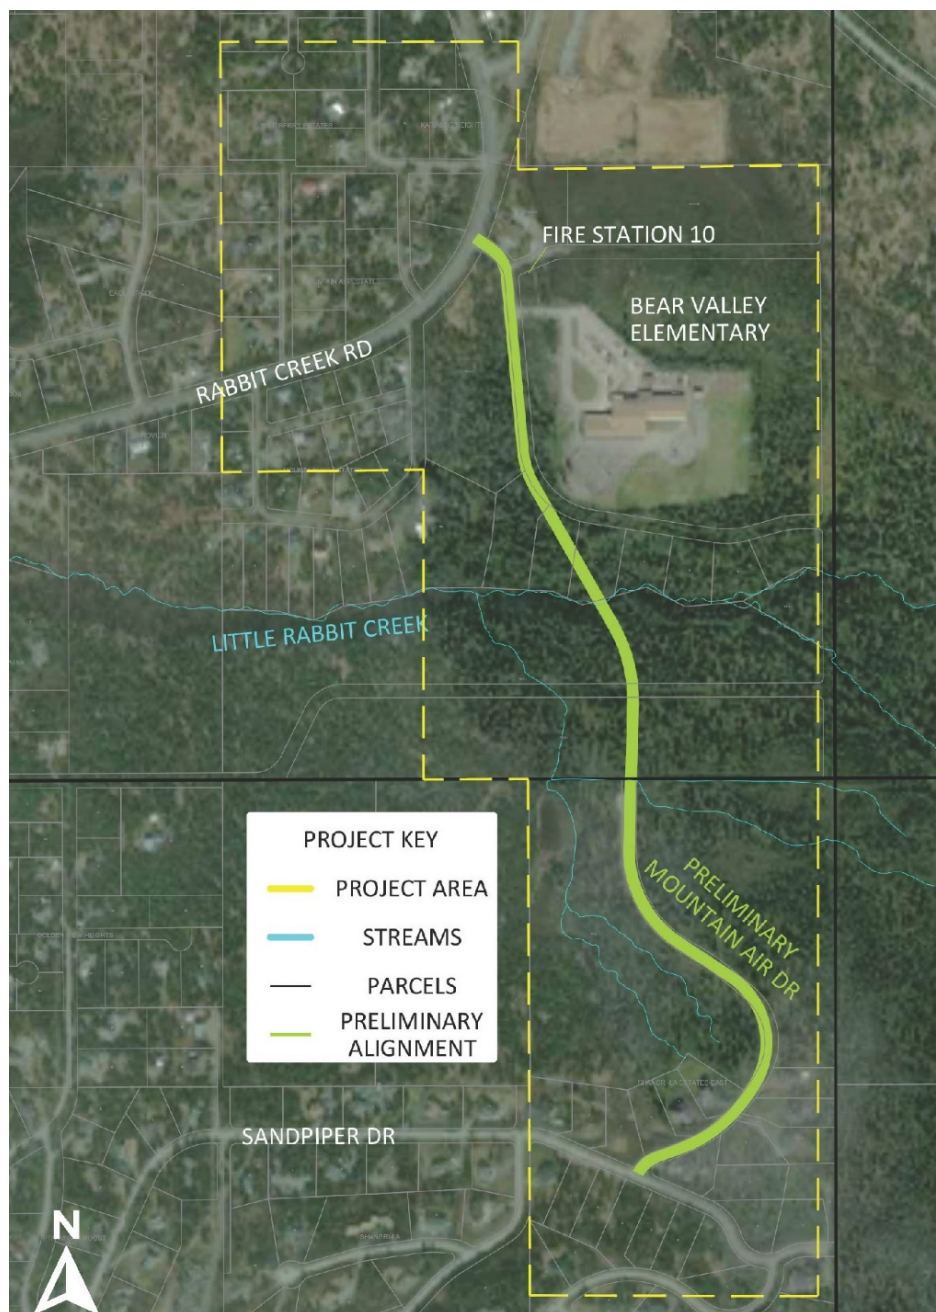 FIRE STATION 10
BEAR VALLEY
ELEMENTARY
RABBIT CREEK RD
LITTLE RABBIT CREEK
PROJECT KEY
PROJECT AREA
STREAMS
PARCELS
PRELIMINARY
ALIGNMENT
PRELIMINARY
MOUNTAIN AIR DR
SANDPIPER DR
N